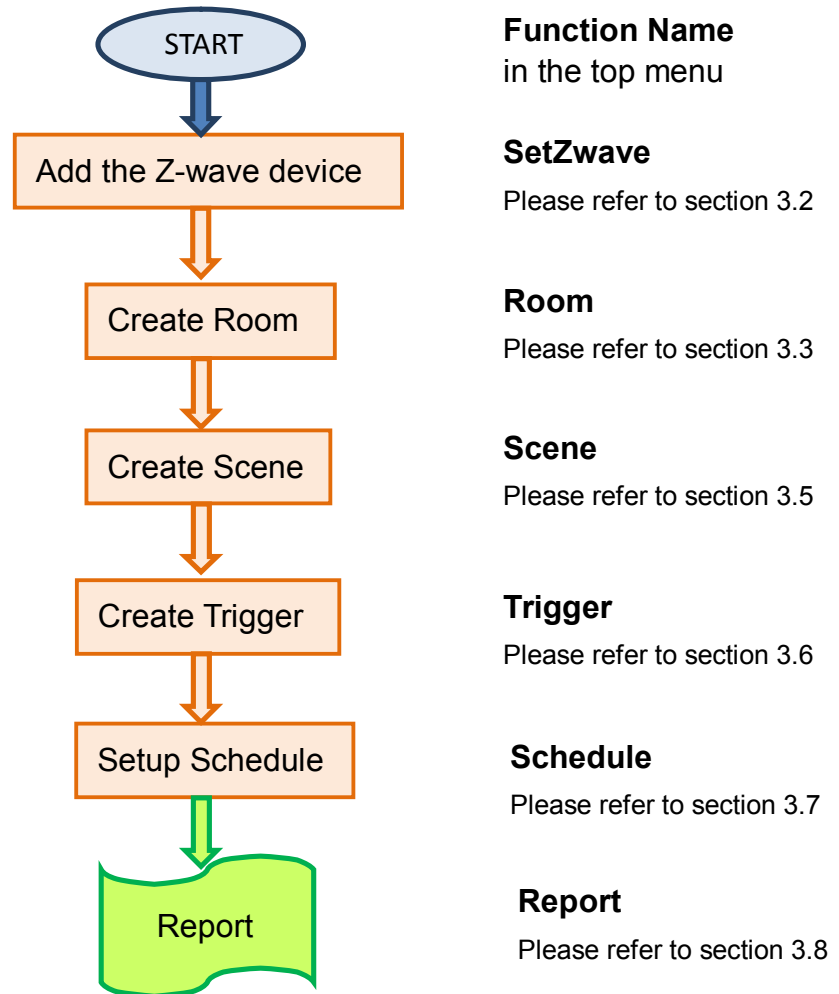 START
Function Name
in the top menu
Add the Z-wave device
SetZwave
Please refer to section 3.2
Create Room
Room
Please refer to section 3.3
Create Scene
Scene
Please refer to section 3.5
Create Trigger
Trigger
Please refer to section 3.6
Setup Schedule
Schedule
Please refer to section 3.7
Report
Report
Please refer to section 3.8